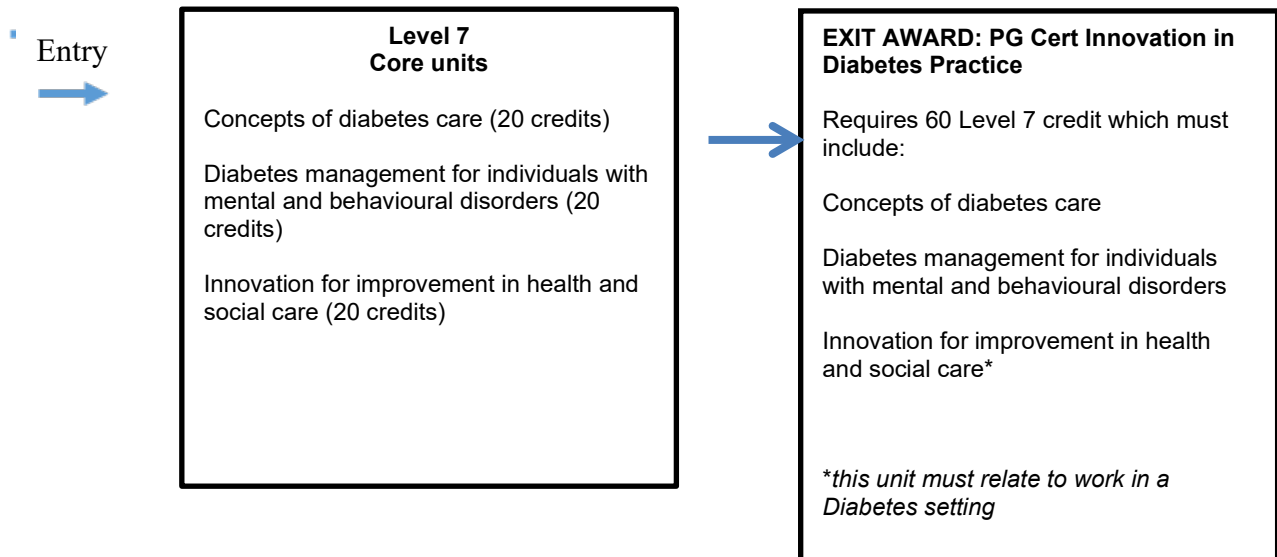 Entry
Level 7
Core units
Concepts of diabetes care (20 credits)
Diabetes management for individuals with
mental and behavioural disorders (20
credits)
Innovation for improvement in health and
social care (20 credits)
EXIT AWARD: PG Cert Innovation in
Diabetes Practice
Requires 60 Level 7 credit which must
include:
Concepts of diabetes care
Diabetes management for individuals
with mental and behavioural disorders
Innovation for improvement in health
and social care*
*this unit must relate to work in a
Diabetes setting